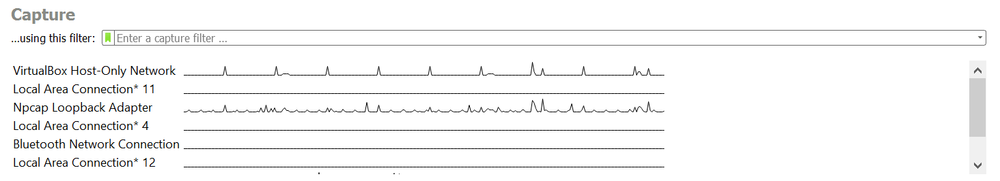 Capture
...using this filter: Enter a capture filter ...
VirtualBox Host-Only Network
Local Area Connection* 11
Npcap Loopback Adapter
Local Area Connection* 4
Bluetooth Network Connection
Local Area Connection* 12